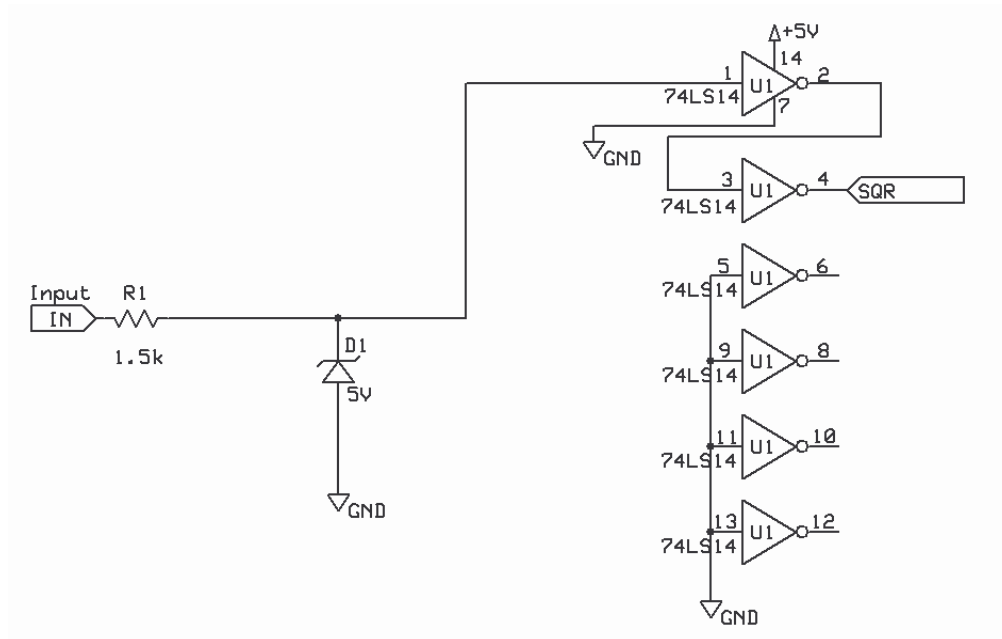 +5V
14
1
U1
2
74LS14
7
GND
3
U1
4
SQR
74LS14
5
U1
6
74LS14
Input
R1
IN
1.5k
D1
5V
GND
9
U1
8
74LS14
11
U1
10
74LS14
13
U1
12
74LS14
GND